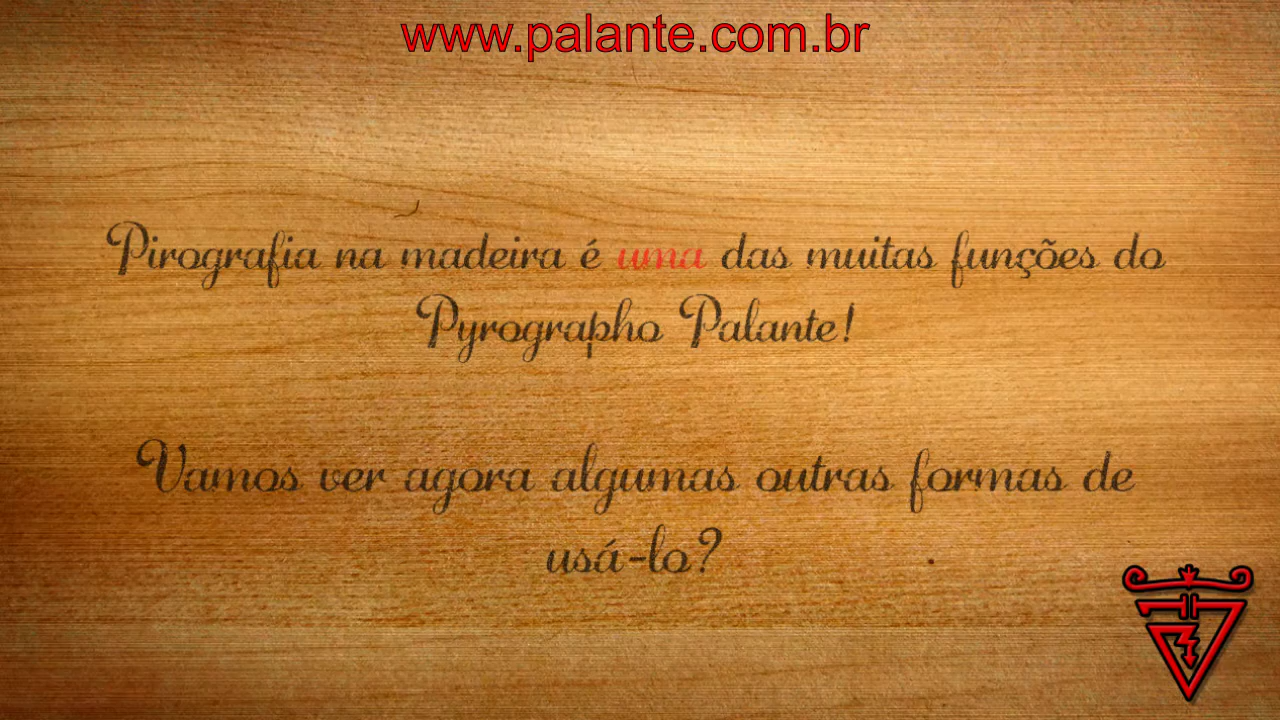 www.palante.com.br
Pirografia na madeira é uma das muitas funções do
Pyrographo Palante!
Vamos ver agora algumas outras formas de
usá-lo?